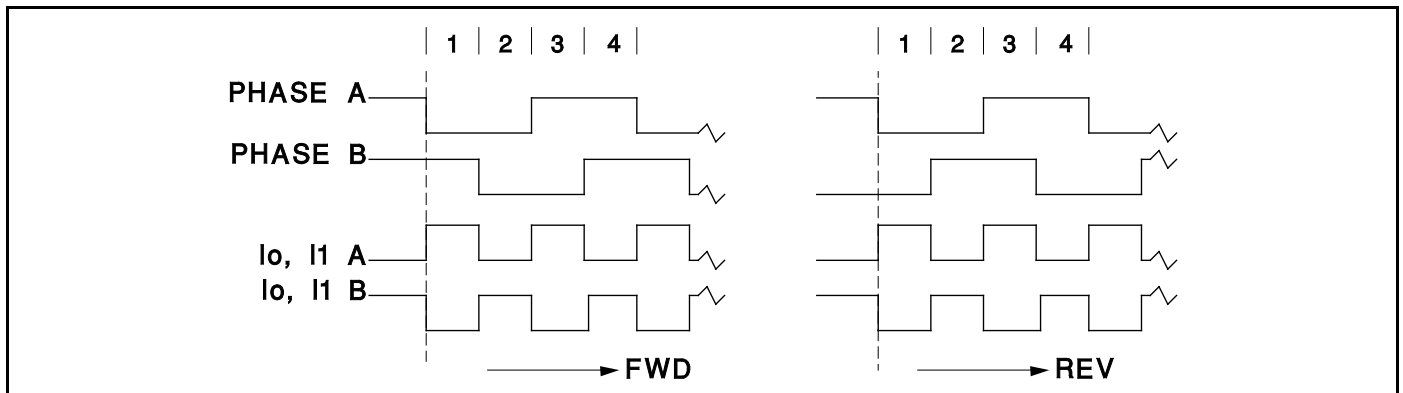 1 2 3 4 1 2 3 4
PHASE A
PHASE B
Io, I1 A
Io, I1 B
FWD REV